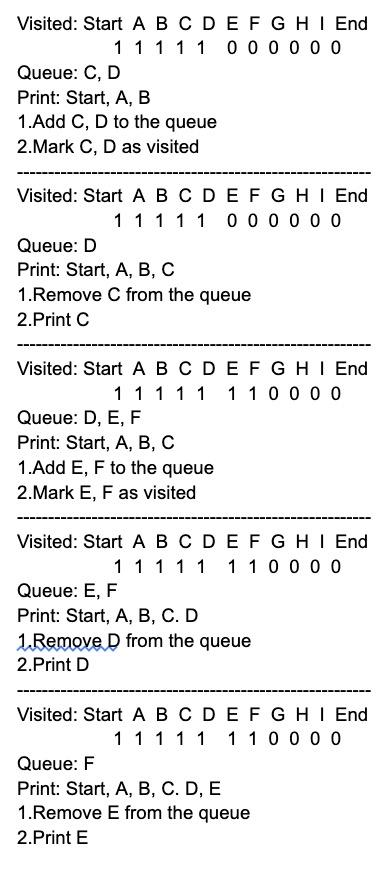 Visited: Start A B C D E F G H I End
1 1 1 1 1 0 0 0 0 0 0
Queue: C, D
Print: Start, A, B
1.Add C, D to the queue
2.Mark C, D as visited
--------------------------------------------------------------
Visited: Start A B C D E F G H I End
1 1 1 1 1 0 0 0 0 0 0
Queue: D
Print: Start, A, B, C
1.Remove C from the queue
2.Print C
--------------------------------------------------------------
Visited: Start A B C D E F G H I End
1 1 1 1 1 1 1 0 0 0 0
Queue: D, E, F
Print: Start, A, B, C
1.Add E, F to the queue
2.Mark E, F as visited
--------------------------------------------------------------
Visited: Start A B C D E F G H I End
1 1 1 1 1 1 1 0 0 0 0
Queue: E, F
Print: Start, A, B, C. D
1.Remove D from the queue
2.Print D
--------------------------------------------------------------
Visited: Start A B C D E F G H I End
1 1 1 1 1 1 1 0 0 0 0
Queue: F
Print: Start, A, B, C. D, E
1.Remove E from the queue
2.Print E